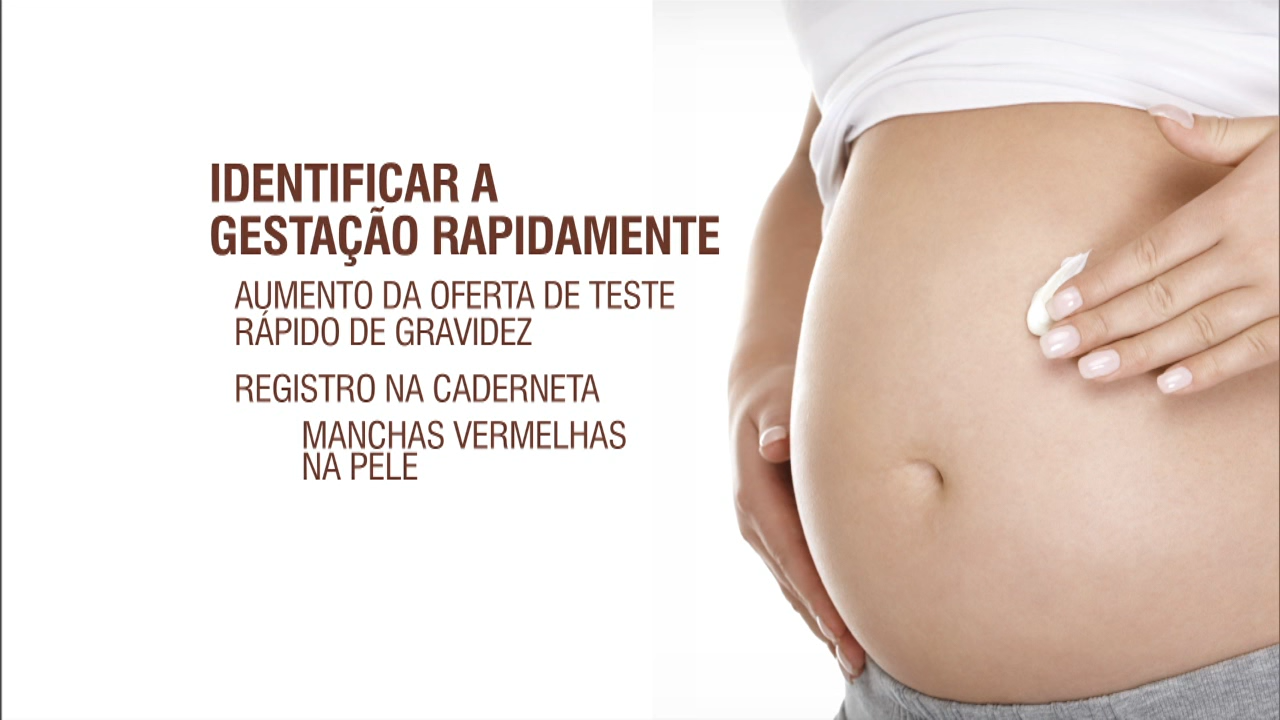 IDENTIFICAR A
GESTAÇÃO RAPIDAMENTE
AUMENTO DA OFERTA DE TESTE
RÁPIDO DE GRAVIDEZ
REGISTRO NA CADERNETA
MANCHAS VERMELHAS
NA PELE